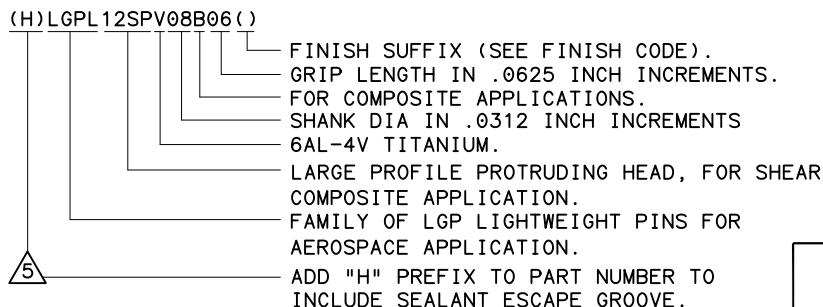 (H)LGPL12SPV08B06()
FINISH SUFFIX (SEE FINISH CODE).
GRIP LENGTH IN .0625 INCH INCREMENTS.
FOR COMPOSITE APPLICATIONS.
SHANK DIA IN .0312 INCH INCREMENTS
6AL-4V TITANIUM.
LARGE PROFILE PROTRUDING HEAD, FOR SHEAR
COMPOSITE APPLICATION.
FAMILY OF LGP LIGHTWEIGHT PINS FOR
AEROSPACE APPLICATION.
5
ADD "H" PREFIX TO PART NUMBER TO
INCLUDE SEALANT ESCAPE GROOVE.